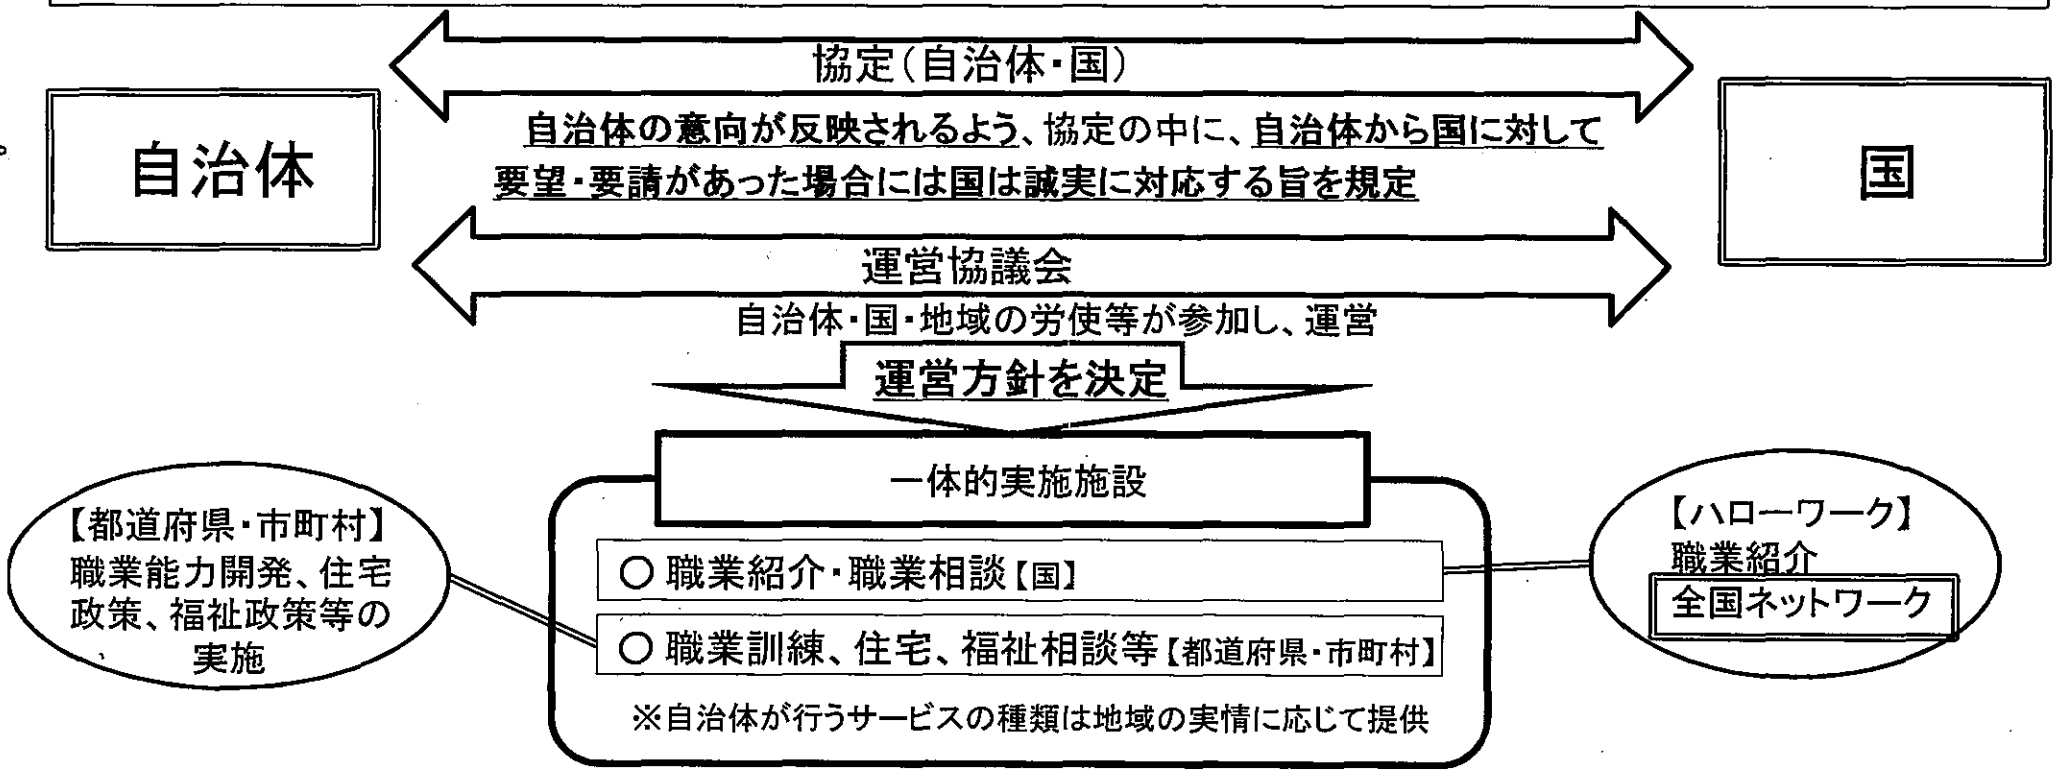 協定(自治体・国)
自治体
国
自治体の意向が反映されるよう、協定の中に、自治体から国に対して
要望・要請があった場合には国は誠実に対応する旨を規定
運営協議会
自治体・国・地域の労使等が参加し、運営
運営方針を決定
一体的実施施設
【都道府県・市町村】
職業能力開発、住宅
政策、福祉政策等の
実施
○ 職業紹介・職業相談【国】
○ 職業訓練、住宅、福祉相談等【都道府県・市町村】
※自治体が行うサービスの種類は地域の実情に応じて提供
【ハローワーク】
職業紹介
全国ネットワーク